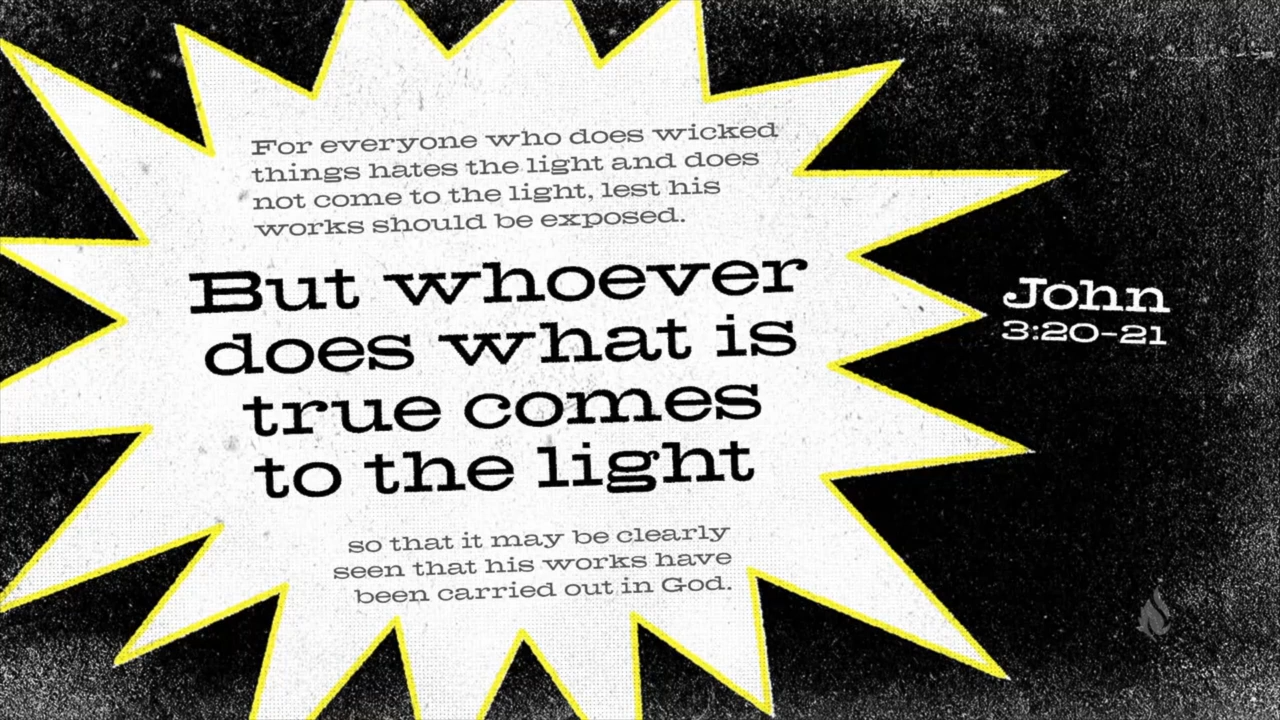 For everyone who does wicked
things hates the light and does
not come to the light, lest his
works should be exposed.
But whoever
does what is
true comes
to the light
so that it may be clearly
seen that his works have
been carried out in God.
John
3:20-21